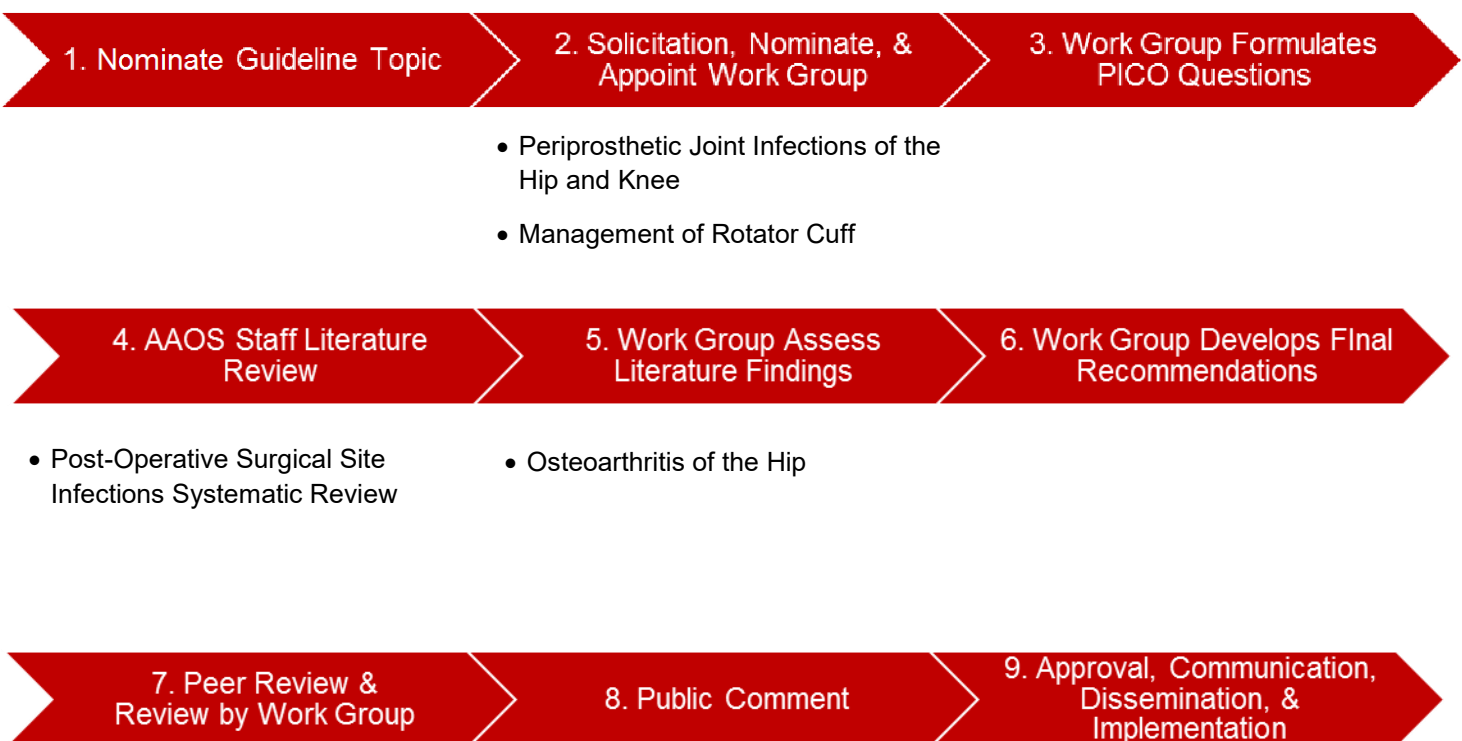 1. Nominate Guideline Topic
2. Solicitation, Nominate, &
Appoint Work Group
3. Work Group Formulates
PICO Questions
• Periprosthetic Joint Infections of the
Hip and Knee
• Management of Rotator Cuff
4. AAOS Staff Literature
Review
5. Work Group Assess
Literature Findings
6. Work Group Develops FInal
Recommendations
• Post-Operative Surgical Site
Infections Systematic Review
• Osteoarthritis of the Hip
7. Peer Review &
Review by Work Group
8. Public Comment
9. Approval, Communication,
Dissemination, &
Implementation